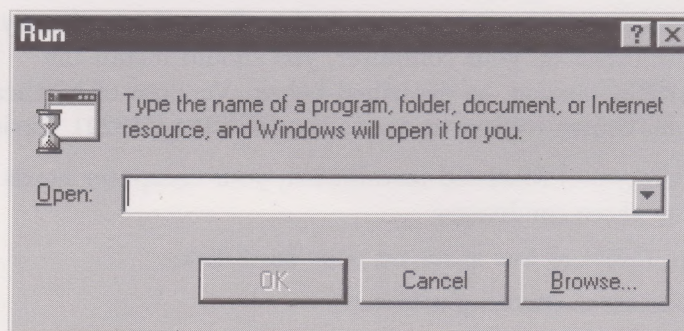 Run
Type the name of a program, folder, document, or Internet
resource, and Windows will open it for you.
Open:
OK Cancel Browse...